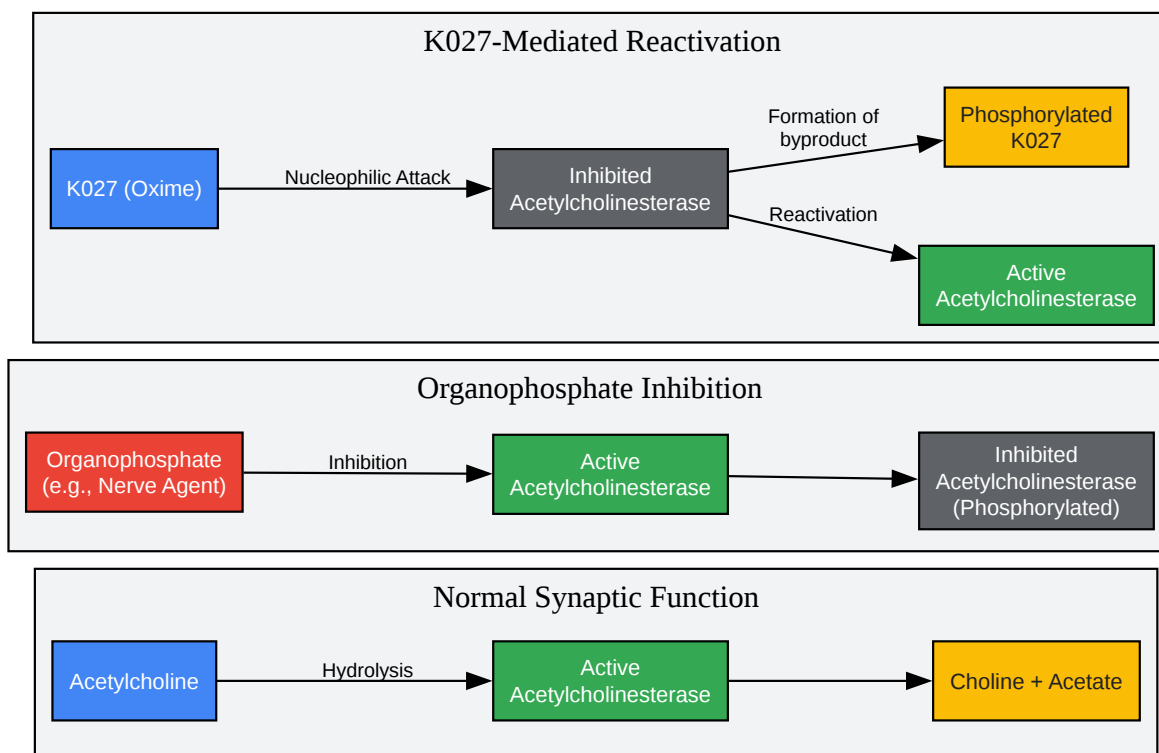 K027-Mediated Reactivation
K027 (Oxime)
Nucleophilic Attack
Inhibited
Acetylcholinesterase
Formation of
byproduct
Phosphorylated
K027
Reactivation
Active
Acetylcholinesterase
Organophosphate Inhibition
Organophosphate
(e.g., Nerve Agent)
Inhibition
Active
Acetylcholinesterase
Inhibited
Acetylcholinesterase
(Phosphorylated)
Normal Synaptic Function
Acetylcholine
Hydrolysis
Active
Acetylcholinesterase
Choline + Acetate